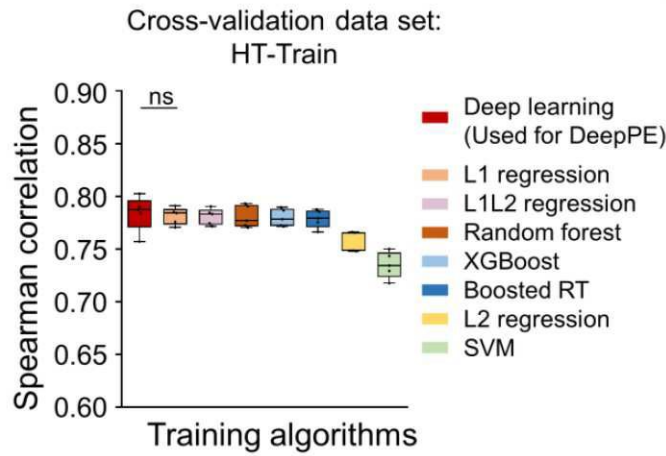 Cross-validation data set:
HT-Train
Spearman correlation
0.90
0.85
0.80
0.75
0.70
0.65
0.60
ns
Training algorithms
Deep learning
(Used for DeepPE)
L1 regression
L1L2 regression
Random forest
XGBoost
Boosted RT
L2 regression
SVM